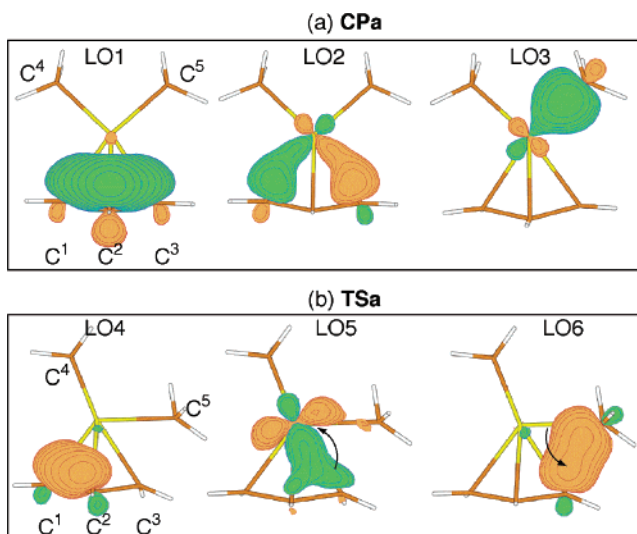 (a) CPa
LO1 LO2 LO3
C⁴ C⁵
C¹ C² C³
(b) TSa
LO4 LO5 LO6
C⁴
C⁵
C¹ C² C³